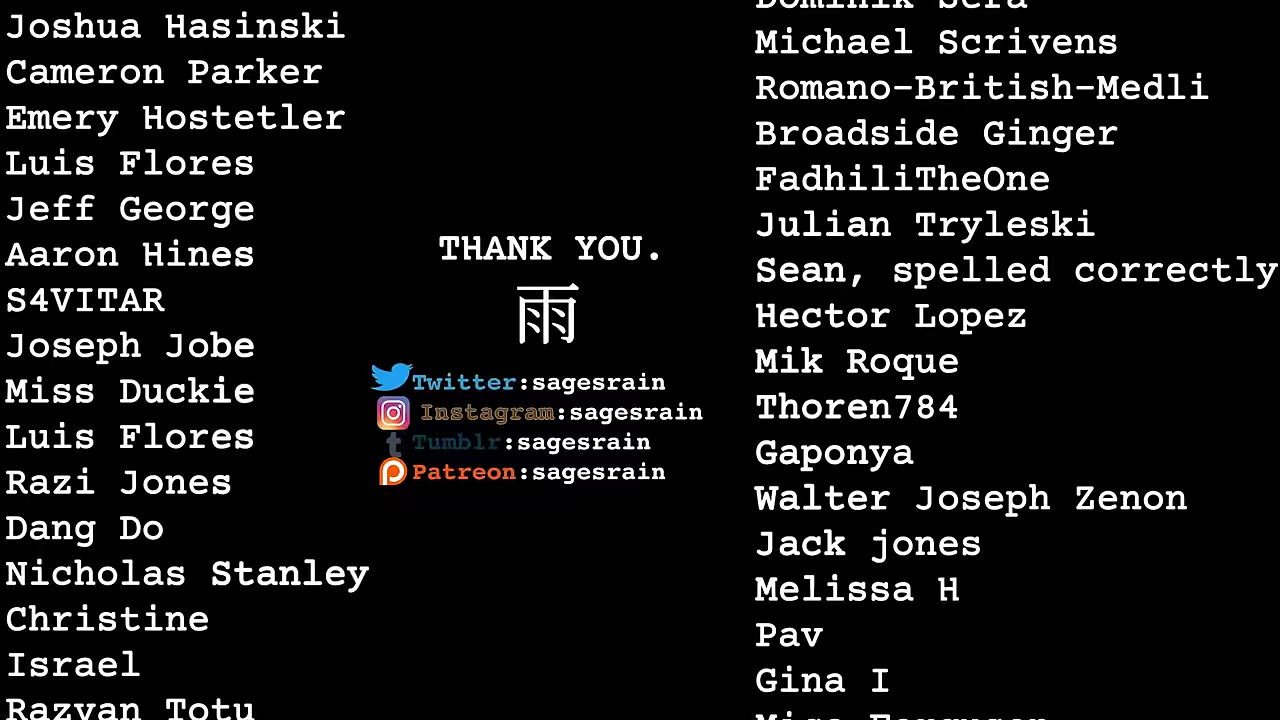 Joshua Hasinski
Cameron Parker
Emery Hostetler
Luis Flores
Jeff George
Aaron Hines
S4VITAR
Joseph Jobe
Miss Duckie
Luis Flores
Razi Jones
Dang Do
Nicholas Stanley
Christine
Israel
Razvan Totu
THANK YOU.
雨
Twitter:sagesrain
Instagram:sagesrain
Tumblr:sagesrain
Patreon:sagesrain
Michael Scrivens
Romano-British-Medli
Broadside Ginger
FadhiliTheOne
Julian Tryleski
Sean, spelled correctly
Hector Lopez
Mik Roque
Thoren784
Gaponya
Walter Joseph Zenon
Jack jones
Melissa H
Pav
Gina I